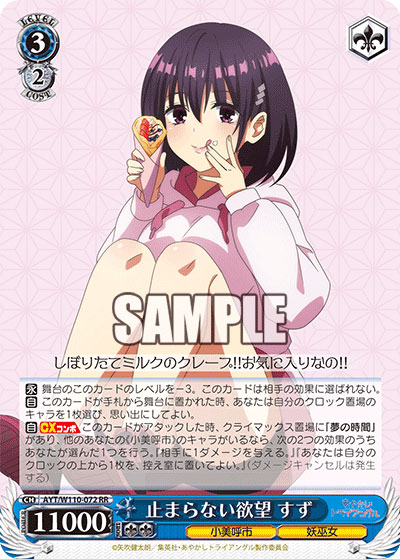 LEVEL
3
2
COST
SAMPLE
しぼりたてミルクのクレープ!!お気に入りなの!!
永 舞台のこのカードのレベルを－3。このカードは相手の効果に選ばれない。
自 このカードが手札から舞台に置かれた時、あなたは自分のクロック置場の
キャラを1枚選び、思い出にしてよい。
自 CXコンボ このカードがアタックした時、クライマックス置場に「夢の時間」
があり、他のあなたの《小美呼市》のキャラがいるなら、次の2つの効果のうち
あなたが選んだ1つを行う。『相手に1ダメージを与える。』『あなたは自分の
クロックの上から1枚を、控え室に置いてよい。』（ダメージキャンセルは発生
する）
CH AYT/W110-072 RR
11000
止まらない欲望 すず
あやかしトライアングル
小美呼市
妖巫女
©矢吹健太朗／集英社・あやかしトライアングル製作委員会